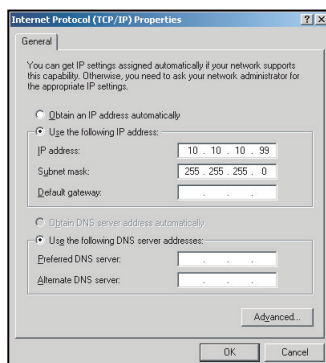 Internet Protocol (TCP/IP) Properties
General
You can get IP settings assigned automatically if your network supports
this capability. Otherwise, you need to ask your network administrator for
the appropriate IP settings.
Obtain an IP address automatically
Use the following IP address:
IP address: 10 . 10 . 10 . 99
Subnet mask: 255 . 255 . 255 . 0
Default gateway: . . .
Obtain DNS server address automatically
Use the following DNS server addresses:
Preferred DNS server: . . .
Alternate DNS server: . . .
Advanced...
OK Cancel